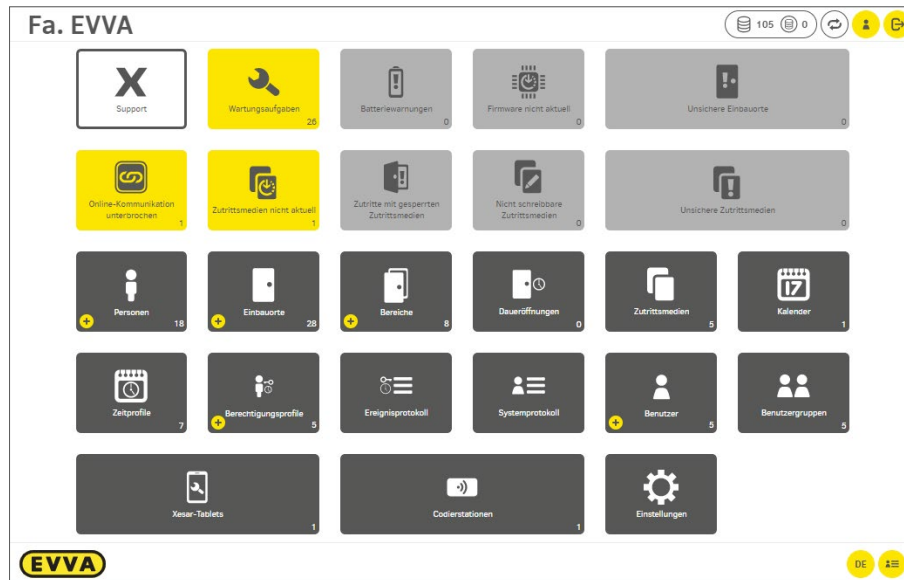 Fa. EVVA
105 0
Support
Wartungsaufgaben
26
Batteriewarnungen
0
Firmware nicht aktuell
0
Unsichere Einbauorte
0
Online-Kommunikation
unterbrochen
1
Zutrittsmedien nicht aktuell
1
Zutritte mit gesperrten
Zutrittsmedien
Nicht schreibbare
Zutrittsmedien
0
Unsichere Zutrittsmedien
0
Personen
18
Einbauorte
28
Bereiche
8
Daueröffnungen
0
Zutrittsmedien
5
17
Kalender
1
Zeitprofile
7
Berechtigungsprofile
5
Ereignisprotokoll
Systemprotokoll
Benutzer
5
Benutzergruppen
5
Xesar-Tablets
1
Codierstationen
1
Einstellungen
EVVA
DE